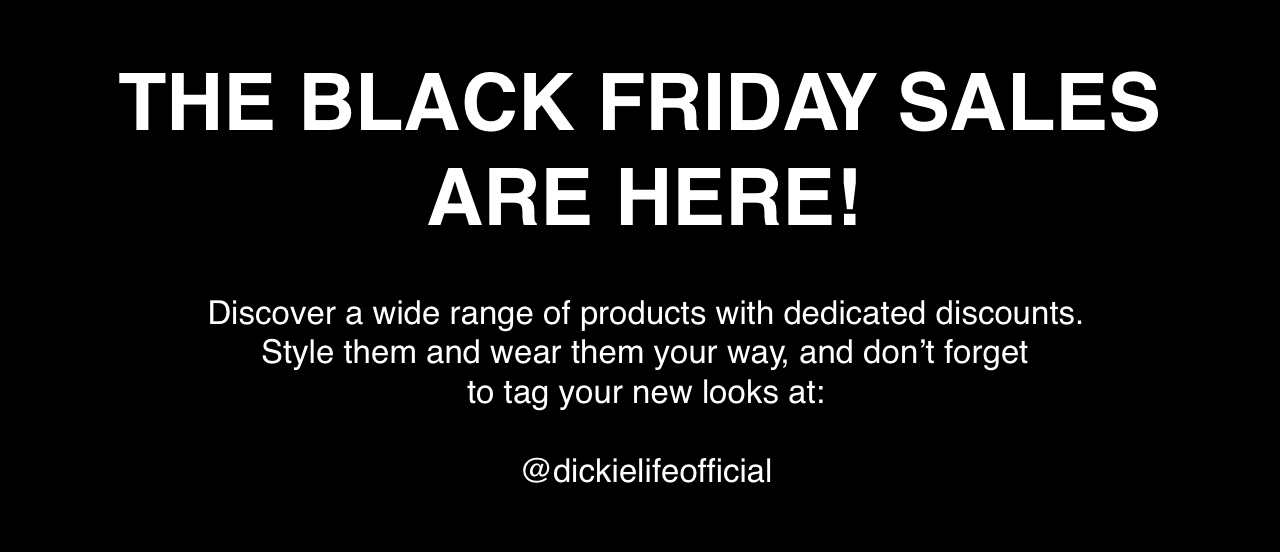 THE BLACK FRIDAY SALES
ARE HERE!
Discover a wide range of products with dedicated discounts.
Style them and wear them your way, and don’t forget
to tag your new looks at:
@dickielifeofficial